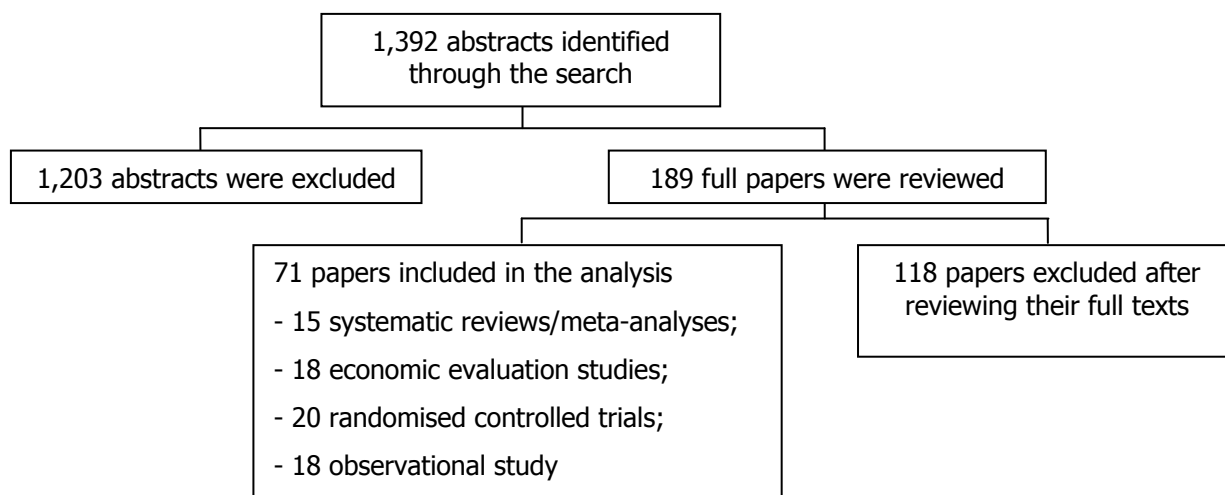 1,392 abstracts identified
through the search
1,203 abstracts were excluded
189 full papers were reviewed
71 papers included in the analysis
- 15 systematic reviews/meta-analyses;
- 18 economic evaluation studies;
- 20 randomised controlled trials;
- 18 observational study
118 papers excluded after
reviewing their full texts